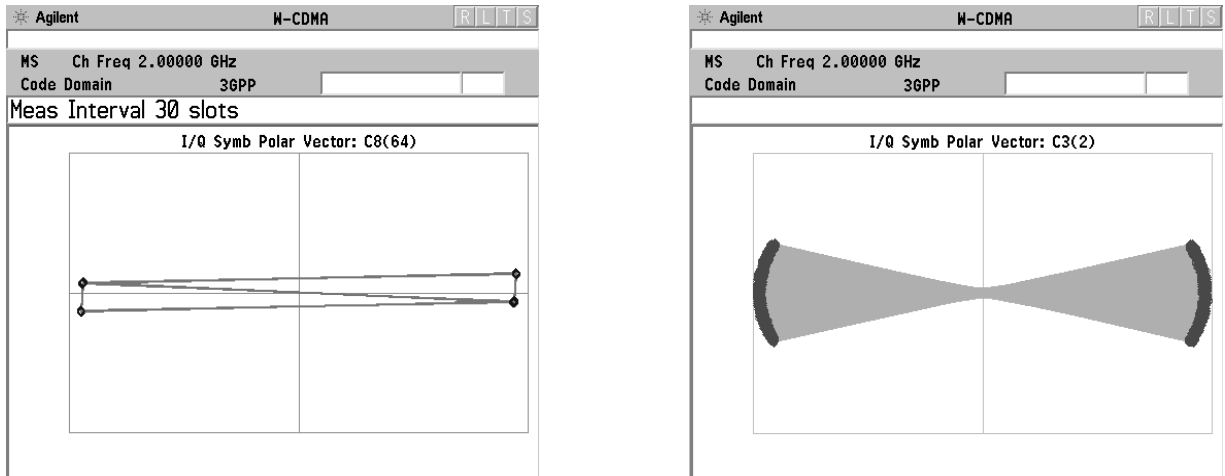 Agilent W-CDMA R L T S
MS Ch Freq 2.00000 GHz
Code Domain 3GPP
Meas Interval 30 slots
I/Q Symb Polar Vector: C8(64)
Agilent W-CDMA R L T S
MS Ch Freq 2.00000 GHz
Code Domain 3GPP
I/Q Symb Polar Vector: C3(2)